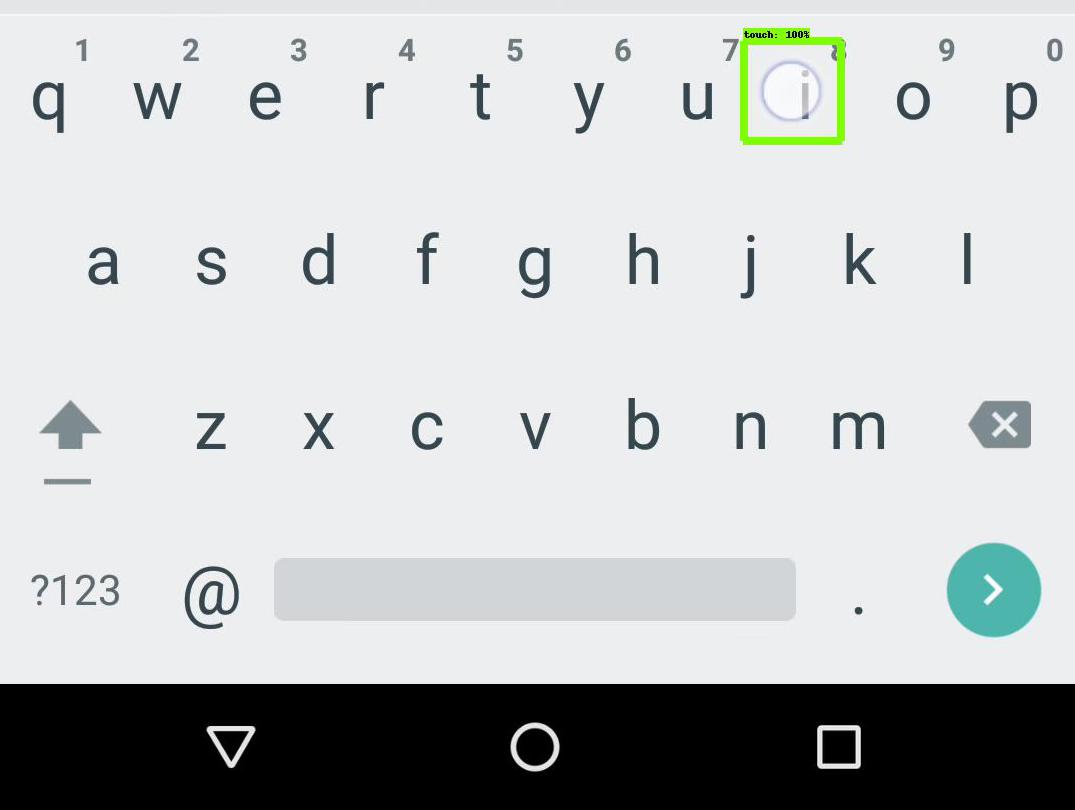 touch: 100%
1 2 3 4 5 6 7 8 9 0
q w e r t y u i o p
a s d f g h j k l
z x c v b n m
?123 @ .